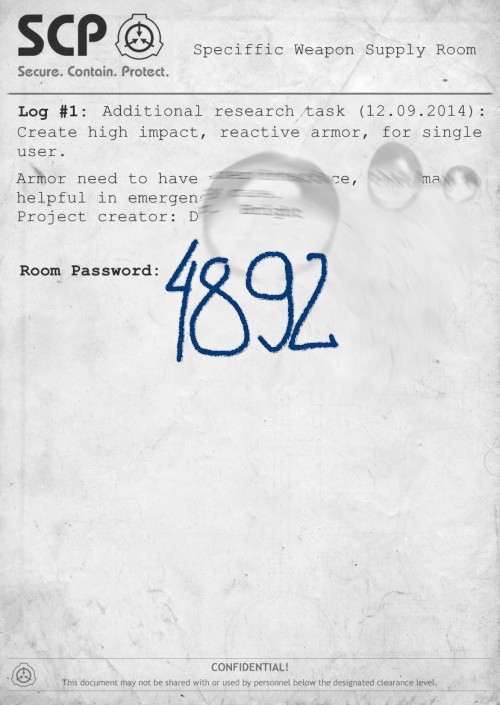 SCP
Speciffic Weapon Supply Room
Secure. Contain. Protect.
Log #1: Additional research task (12.09.2014):
Create high impact, reactive armor, for single
user.
Armor need to have
helpful in
Project creator: D
Room Password: 4892
CONFIDENTIAL!
This document may not be shared with or used by personnel below the designated clearance level.